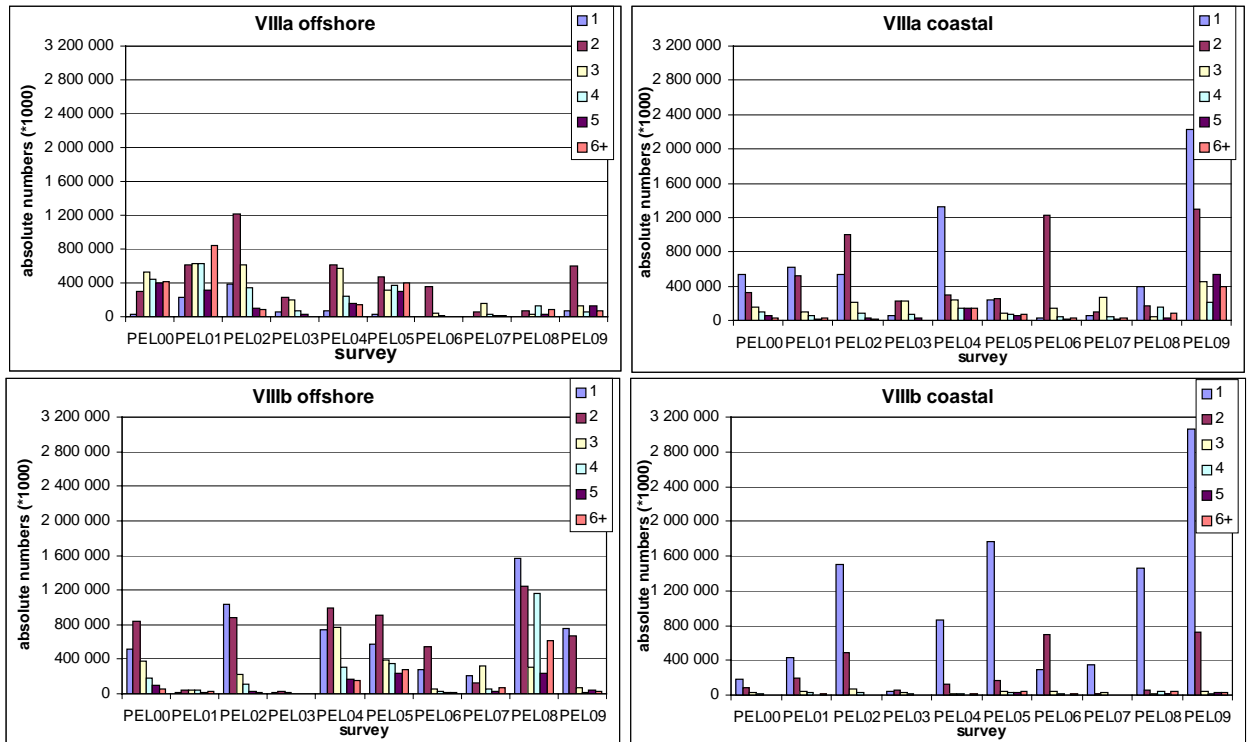 VIIIa offshore
absolute numbers (*1000)
3 200 000
2 800 000
2 400 000
2 000 000
1 600 000
1 200 000
800 000
400 000
0
PEL00 PEL01 PEL02 PEL03 PEL04 PEL05 PEL06 PEL07 PEL08 PEL09
survey
1
2
3
4
5
6+
VIIIa coastal
absolute numbers (*1000)
3 200 000
2 800 000
2 400 000
2 000 000
1 600 000
1 200 000
800 000
400 000
0
PEL00 PEL01 PEL02 PEL03 PEL04 PEL05 PEL06 PEL07 PEL08 PEL09
survey
1
2
3
4
5
6+
VIIIb offshore
absolute numbers (*1000)
3 200 000
2 800 000
2 400 000
2 000 000
1 600 000
1 200 000
800 000
400 000
0
PEL00 PEL01 PEL02 PEL03 PEL04 PEL05 PEL06 PEL07 PEL08 PEL09
survey
1
2
3
4
5
6+
VIIIb coastal
absolute numbers (*1000)
3 200 000
2 800 000
2 400 000
2 000 000
1 600 000
1 200 000
800 000
400 000
0
PEL00 PEL01 PEL02 PEL03 PEL04 PEL05 PEL06 PEL07 PEL08 PEL09
survey
1
2
3
4
5
6+